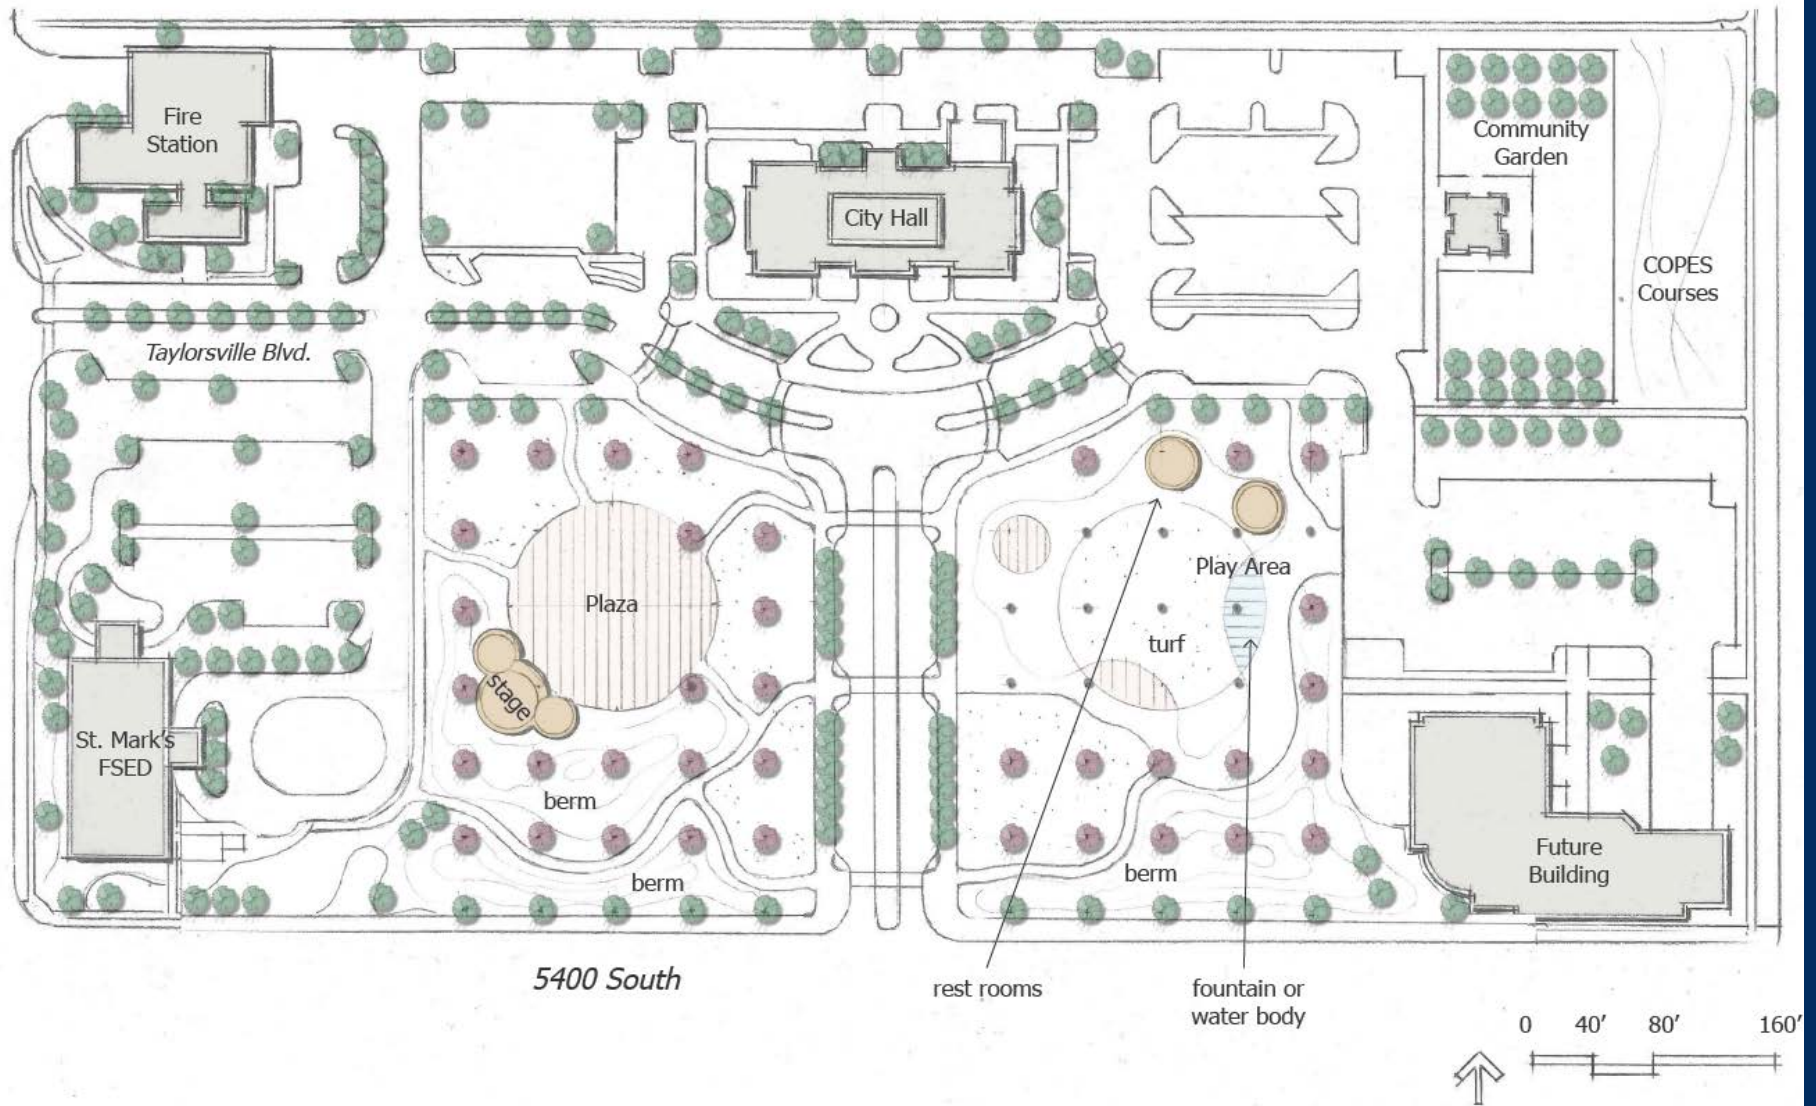 Fire
Station
City Hall
Community
Garden
COPES
Courses
Taylorsville Blvd.
Plaza
stage
Play Area
turf
St. Mark's
FSED
berm
berm
berm
Future
Building
5400 South
rest rooms
fountain or
water body
0 40' 80' 160'